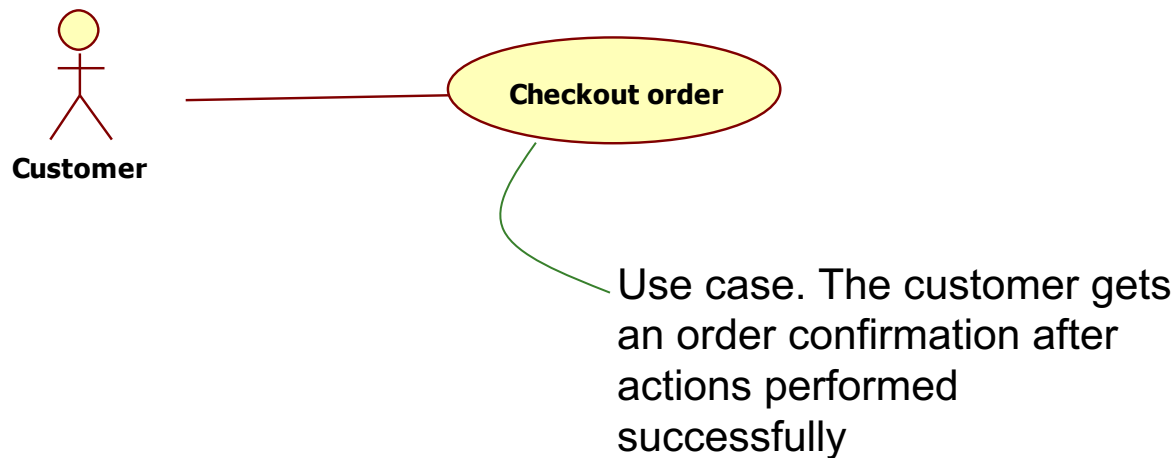 Checkout order
Customer
Use case. The customer gets
an order confirmation after
actions performed
successfully